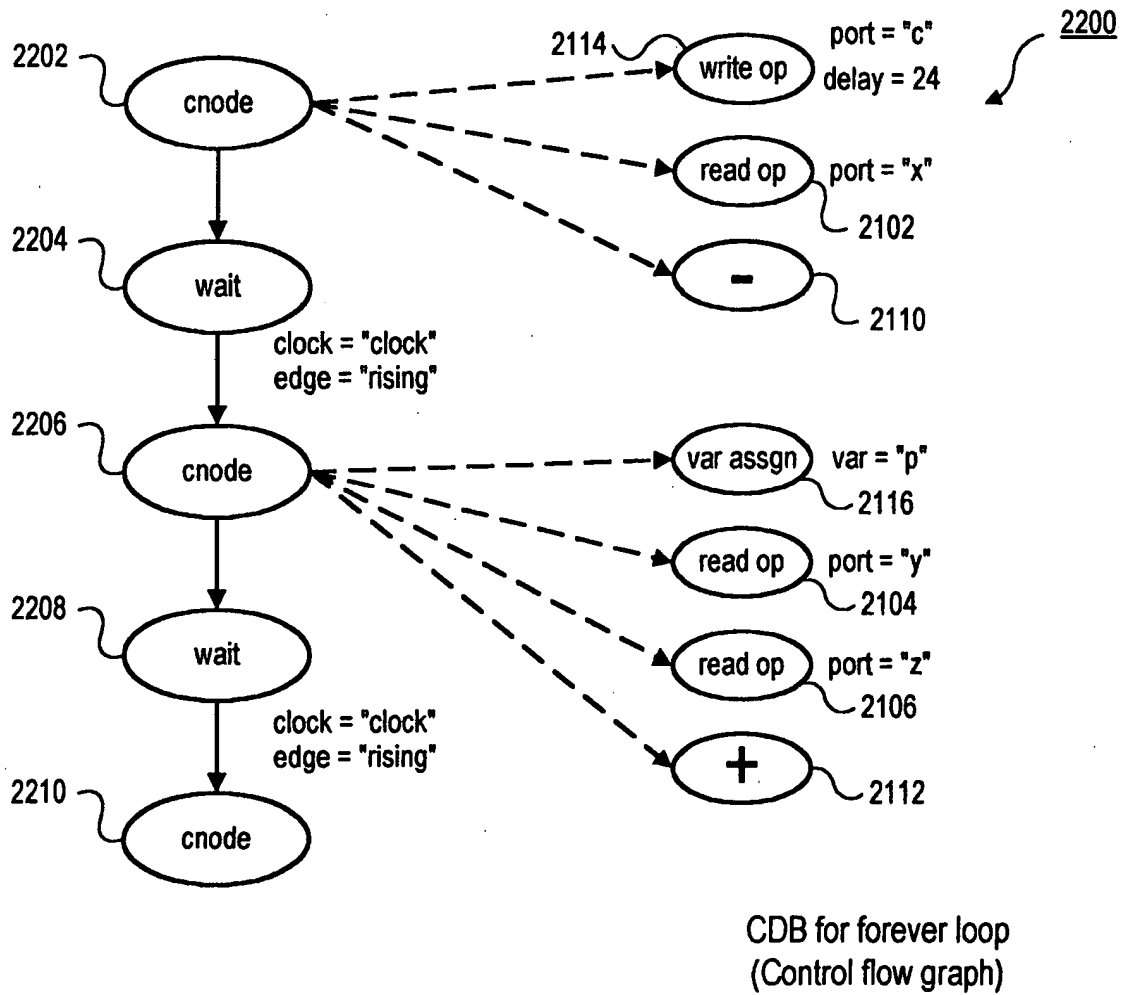 2200
2202
cnode
2114
write op
port = "c"
delay = 24
read op
port = "x"
2102
2204
wait
-
2110
clock = "clock"
edge = "rising"
2206
cnode
var assgn
var = "p"
2116
read op
port = "y"
2104
2208
wait
read op
port = "z"
2106
clock = "clock"
edge = "rising"
+
2112
2210
cnode
CDB for forever loop
(Control flow graph)